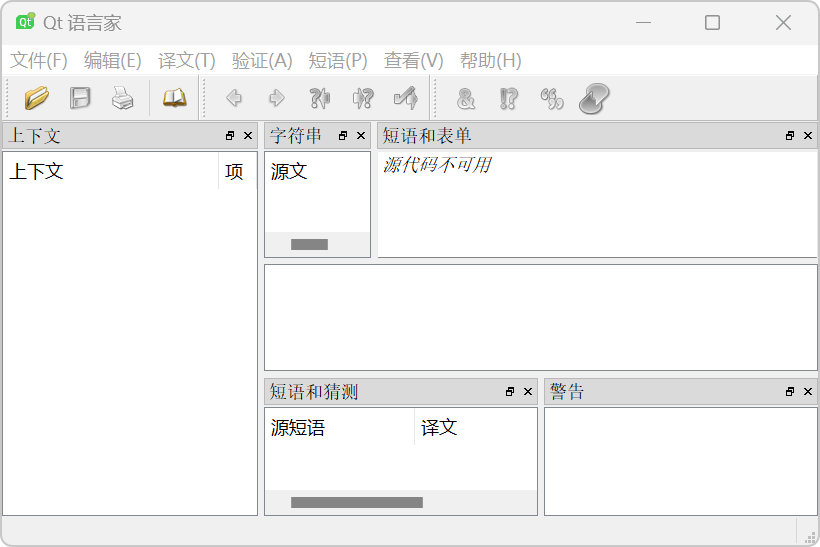 Qt 语言家
文件(F) 编辑(E) 译文(T) 验证(A) 短语(P) 查看(V) 帮助(H)
上下文
上下文 项
字符串
源文
短语和表单
源代码不可用
短语和猜测
源短语 译文
警告